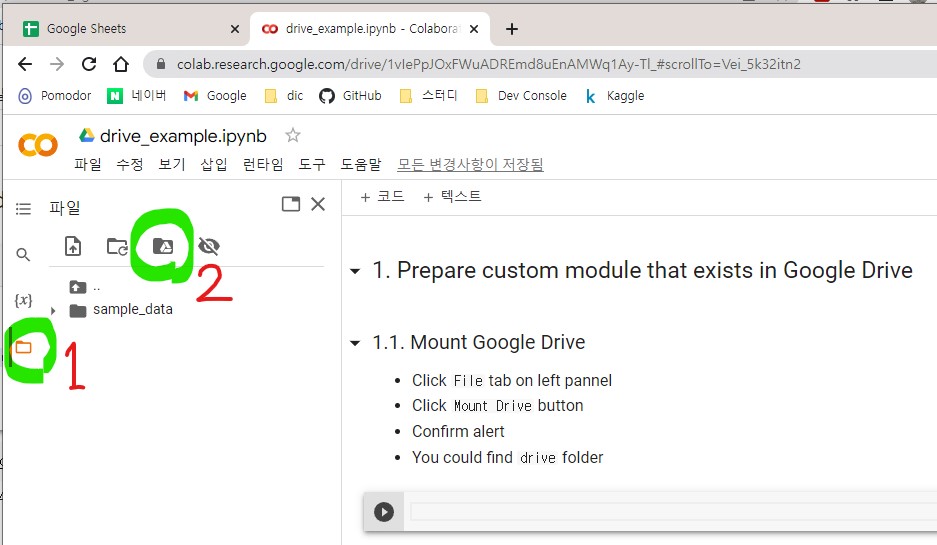 Google Sheets
drive_example.ipynb - Colaborat
colab.research.google.com/drive/1vIePpJOxFWuADREmd8uEnAMWq1Ay-Tl_#scrollTo=Vei_5k32itn2
Pomodor 네이버 Google dic GitHub 스터디 Dev Console Kaggle
drive_example.ipynb
파일 수정 보기 삽입 런타임 도구 도움말 모든 변경사항이 저장됨
파일
+ 코드 + 텍스트
{x}
..
sample_data
1
2
1. Prepare custom module that exists in Google Drive
1.1. Mount Google Drive
• Click File tab on left pannel
• Click Mount Drive button
• Confirm alert
• You could find drive folder